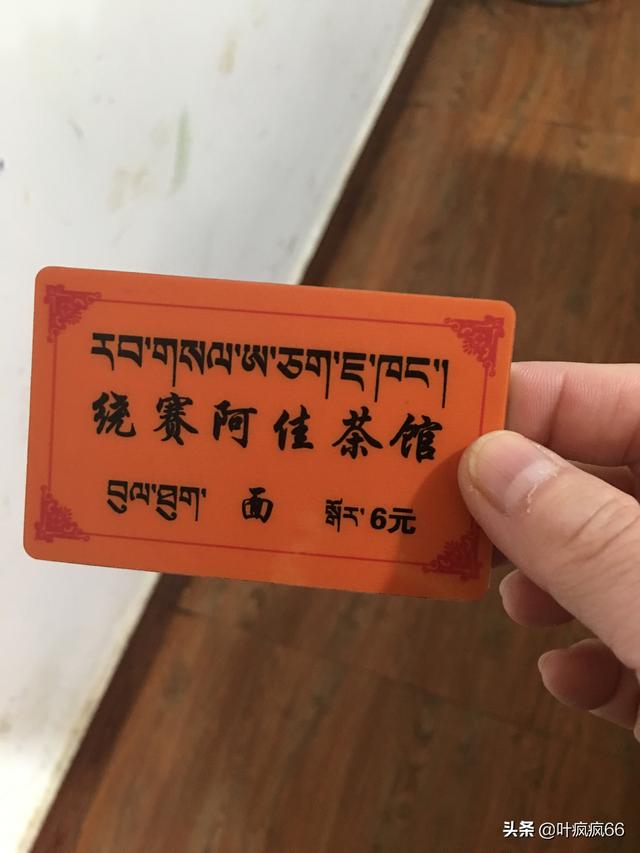 རབ་གསལ་ཨ་ཅག་ཇ་ཁང་།
绕赛阿佳茶馆
བུལ་ཐུག་ 面 སྒོར་ 6元
头条 @叶疯疯66